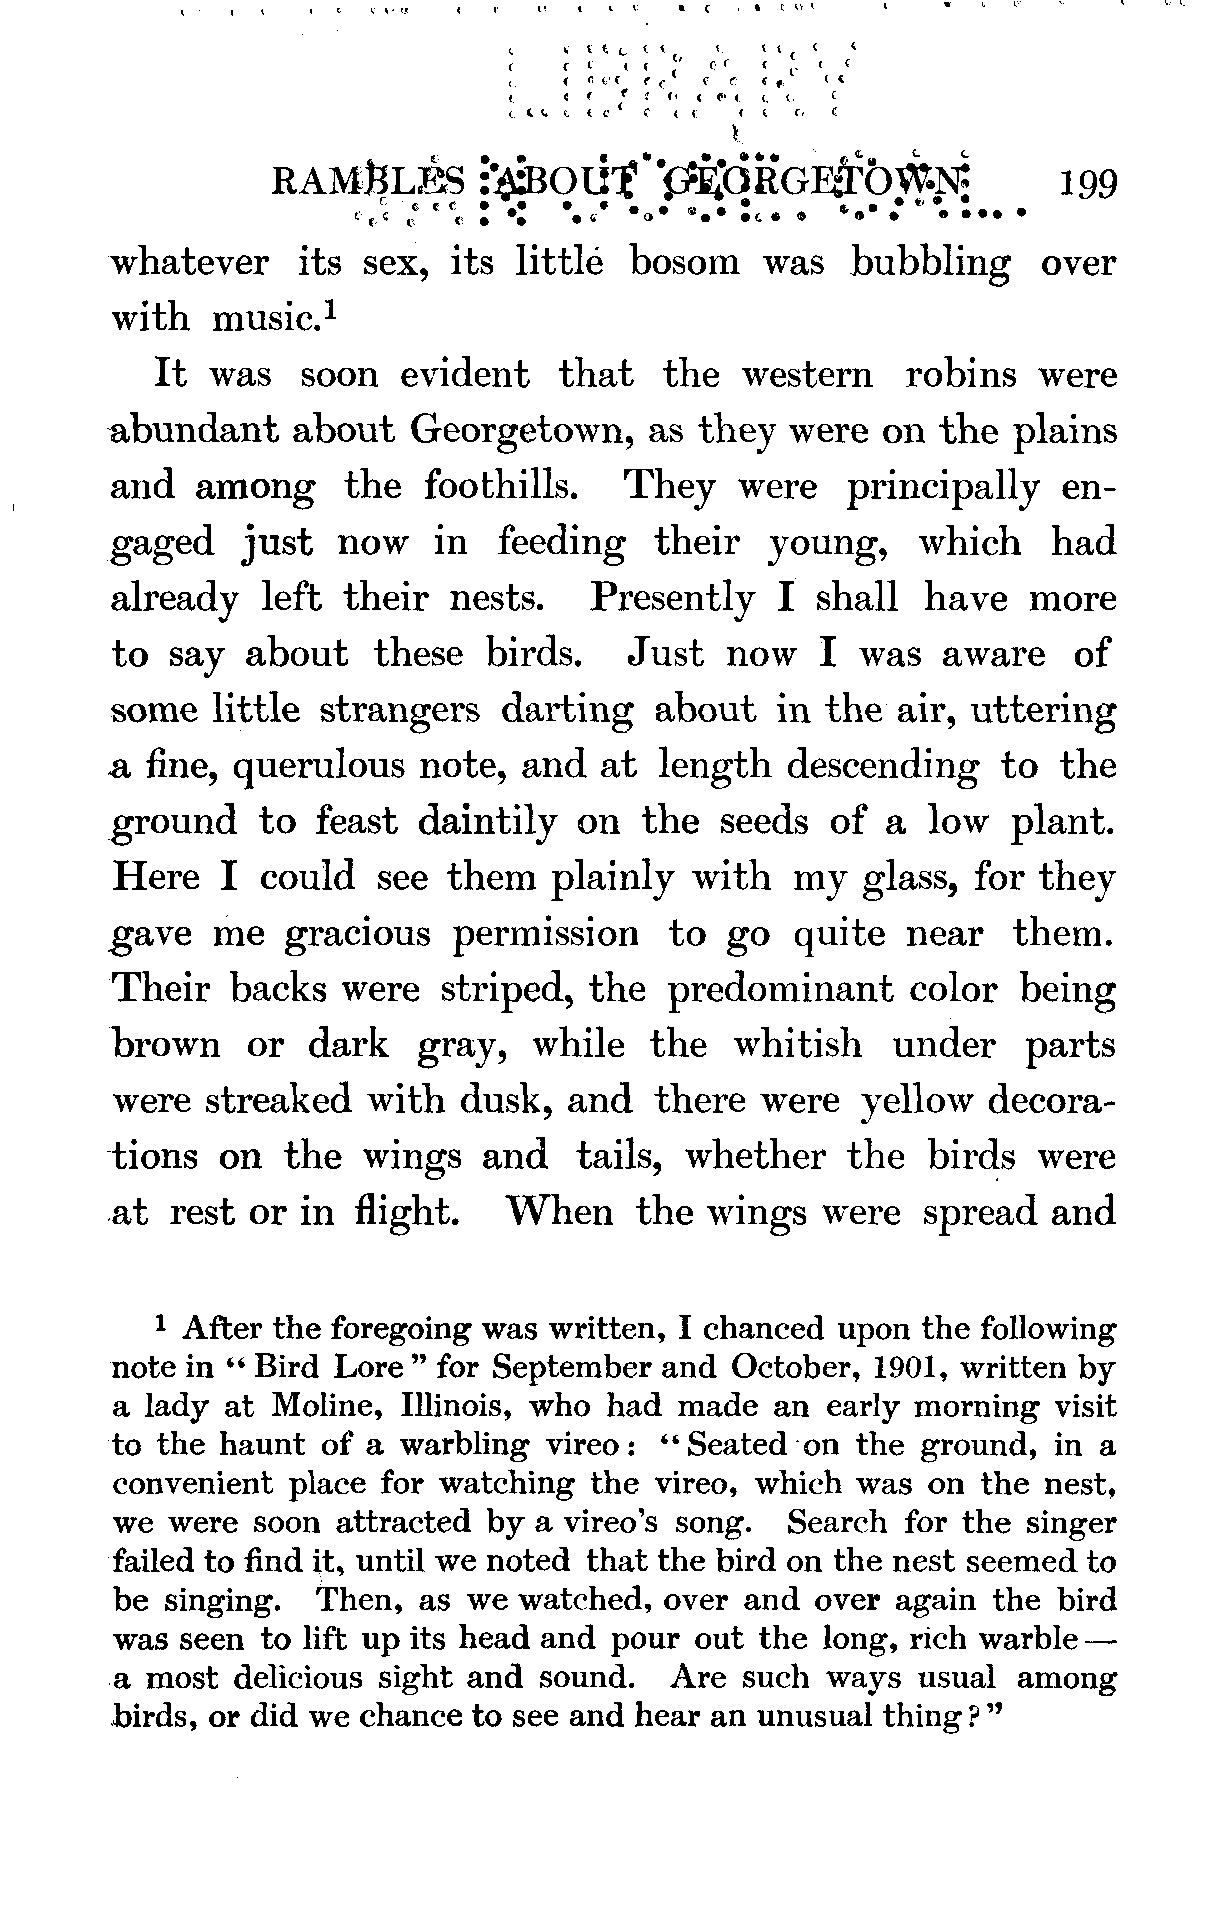 LIBRARY
RAMBLES ABOUT GEORGETOWN 199
whatever its sex, its little bosom was bubbling over
with music.¹
It was soon evident that the western robins were
abundant about Georgetown, as they were on the plains
and among the foothills. They were principally en-
gaged just now in feeding their young, which had
already left their nests. Presently I shall have more
to say about these birds. Just now I was aware of
some little strangers darting about in the air, uttering
a fine, querulous note, and at length descending to the
ground to feast daintily on the seeds of a low plant.
Here I could see them plainly with my glass, for they
gave me gracious permission to go quite near them.
Their backs were striped, the predominant color being
brown or dark gray, while the whitish under parts
were streaked with dusk, and there were yellow decora-
tions on the wings and tails, whether the birds were
at rest or in flight. When the wings were spread and
¹ After the foregoing was written, I chanced upon the following
note in “Bird Lore” for September and October, 1901, written by
a lady at Moline, Illinois, who had made an early morning visit
to the haunt of a warbling vireo: “Seated on the ground, in a
convenient place for watching the vireo, which was on the nest,
we were soon attracted by a vireo's song. Search for the singer
failed to find it, until we noted that the bird on the nest seemed to
be singing. Then, as we watched, over and over again the bird
was seen to lift up its head and pour out the long, rich warble—
a most delicious sight and sound. Are such ways usual among
birds, or did we chance to see and hear an unusual thing?”